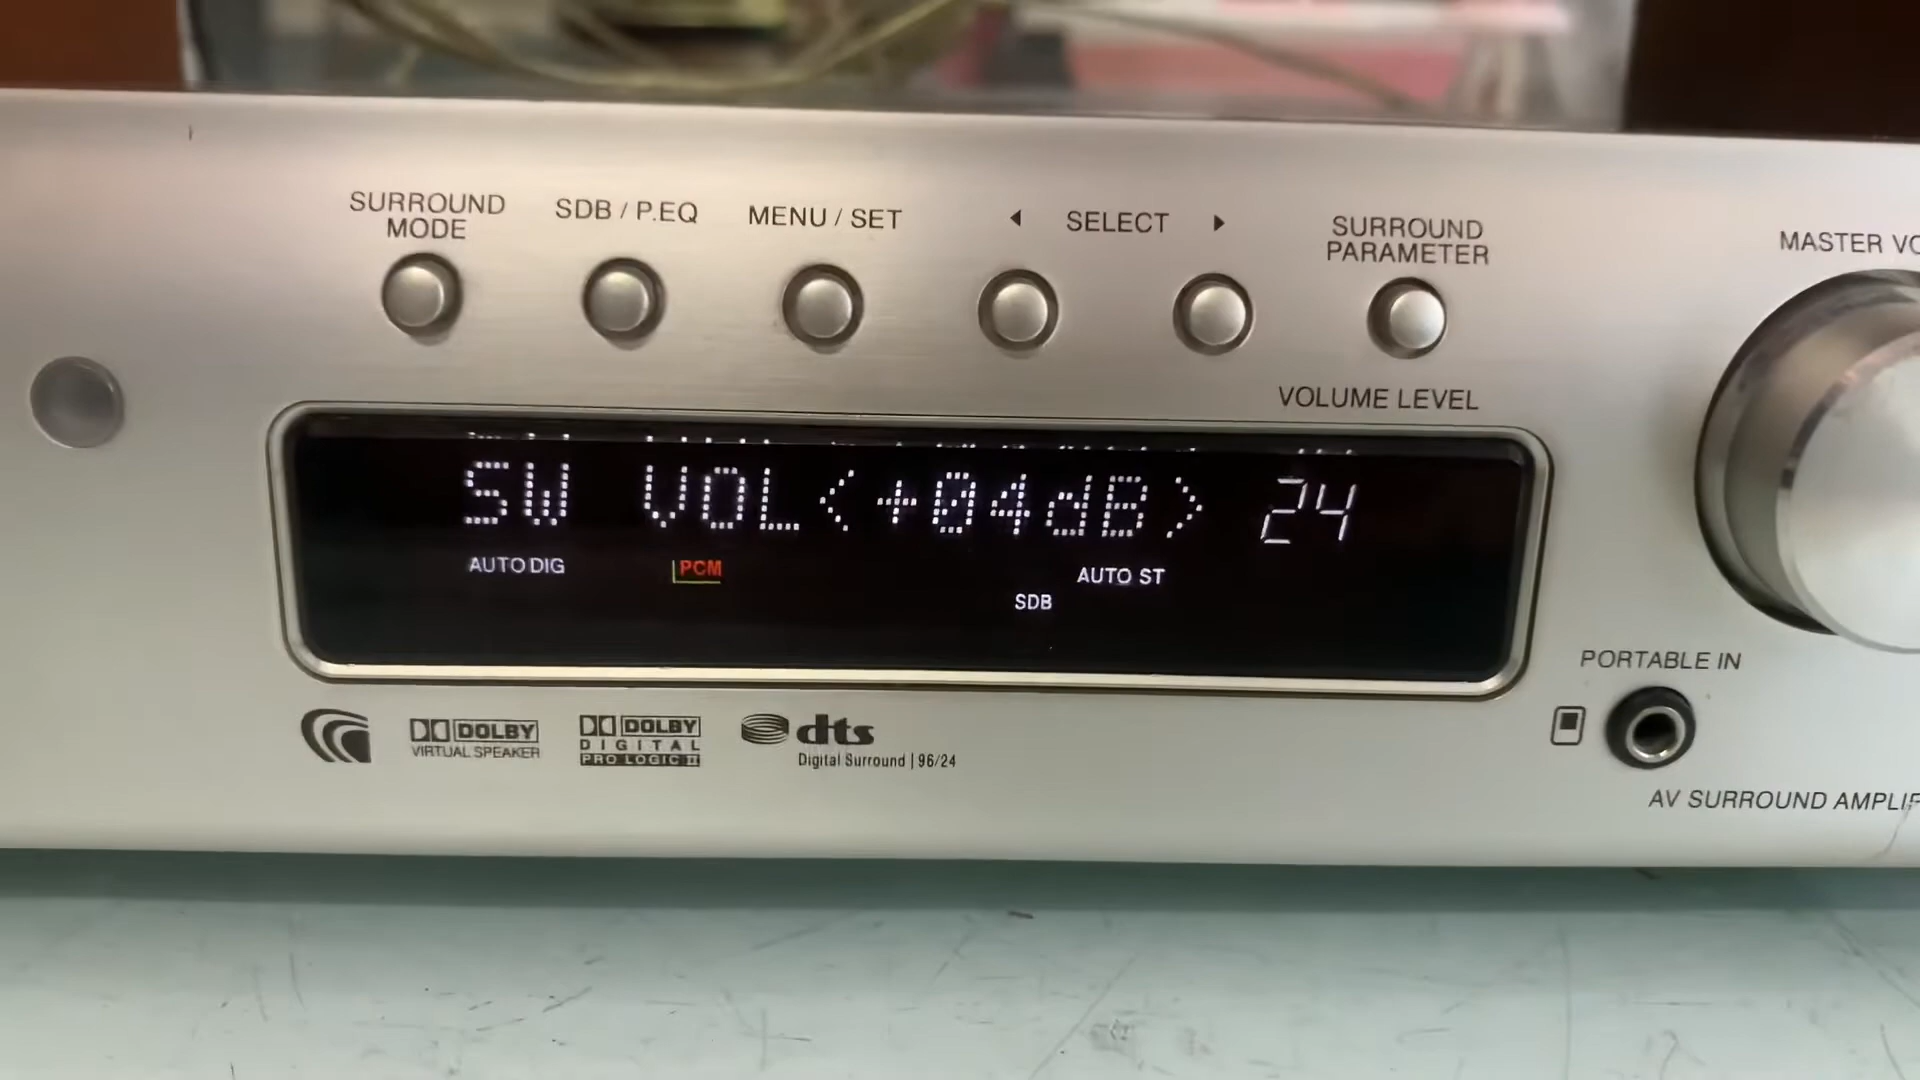 SURROUND
MODE
SDB / P.EQ
MENU / SET
SELECT
SURROUND
PARAMETER
MASTER VO
VOLUME LEVEL
SW VOL<+04dB> 24
AUTO DIG
PCM
AUTO ST
SDB
PORTABLE IN
DOLBY
VIRTUAL SPEAKER
DOLBY
DIGITAL
PRO LOGIC II
dts
Digital Surround | 96/24
AV SURROUND AMPLIF